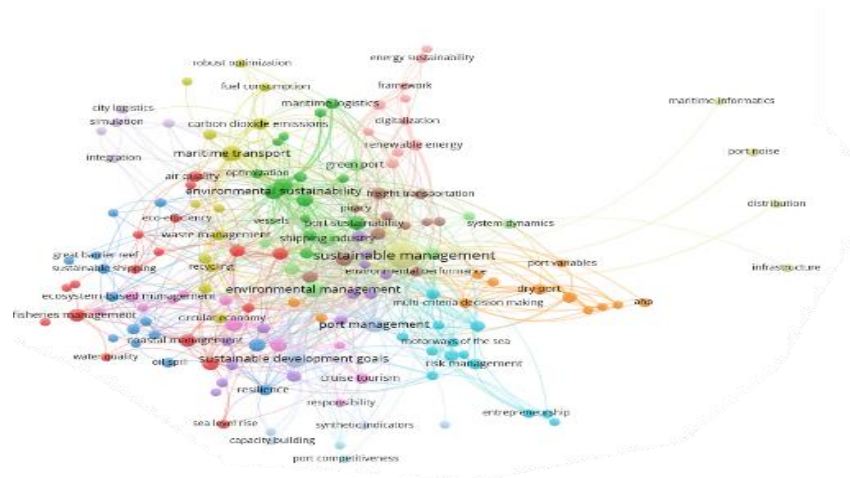 energy sustainability
robust optimization
fuel consumption
framework
maritime logistics
maritime informatics
city logistics
simulation
carbon dioxide emissions
digitalization
renewable energy
port noise
integration
maritime transport
green port
air quality
optimization
environmental sustainability
freight transportation
distribution
piracy
eco-efficiency
vessels
port sustainability
system dynamics
waste management
shipping industry
great barrier reef
sustainable management
port variables
sustainable shipping
recycling
environmental performance
infrastructure
ecosystem-based management
environmental management
dry port
multi-criteria decision making
ahp
fisheries management
circular economy
port management
coastal management
motorways of the sea
water quality
oil spill
sustainable development goals
risk management
cruise tourism
resilience
responsibility
entrepreneurship
sea level rise
synthetic indicators
capacity building
port competitiveness